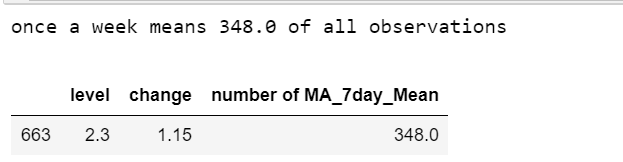 once a week means 348.0 of all observations
level change number of MA_7day_Mean
663 2.3 1.15 348.0